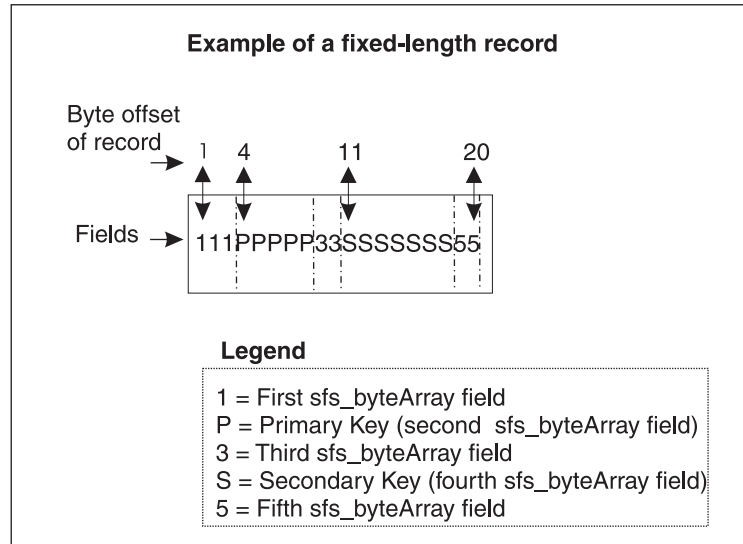 Example of a fixed-length record
Byte offset
of record
1 4 11 20
Fields
111PPPPP33SSSSSSS55
Legend
1 = First sfs_byteArray field
P = Primary Key (second sfs_byteArray field)
3 = Third sfs_byteArray field
S = Secondary Key (fourth sfs_byteArray field)
5 = Fifth sfs_byteArray field